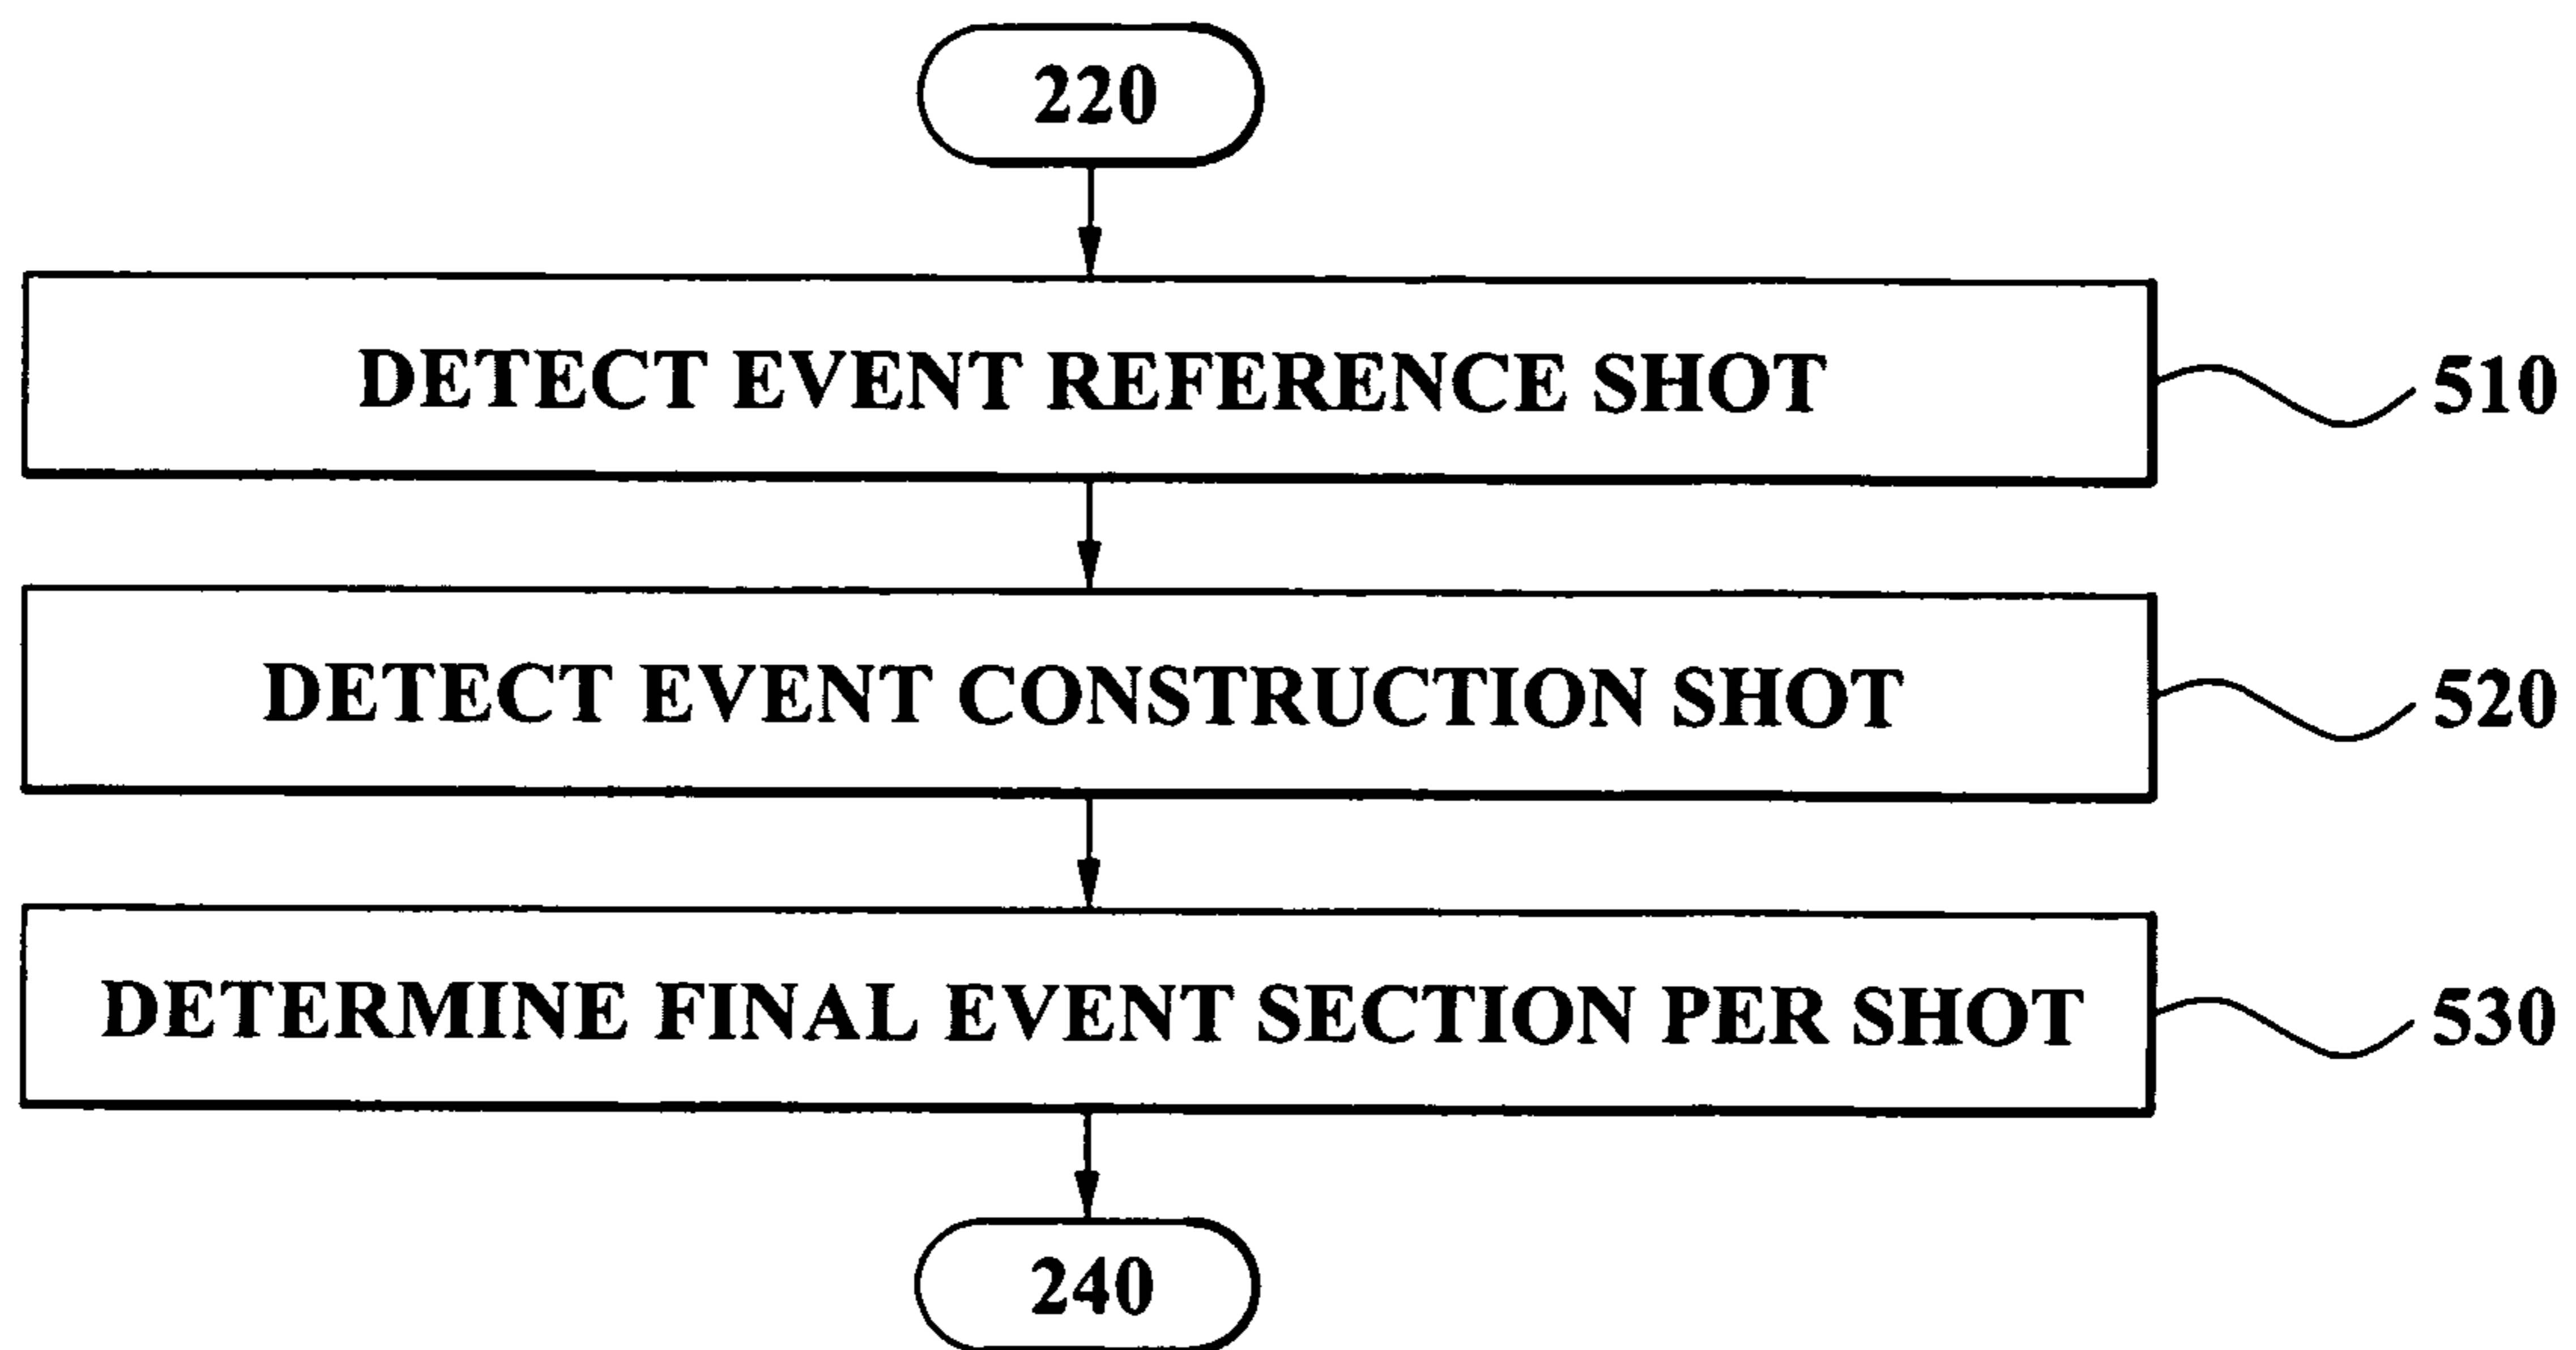 220
DETECT EVENT REFERENCE SHOT
510
DETECT EVENT CONSTRUCTION SHOT
520
DETERMINE FINAL EVENT SECTION PER SHOT
530
240